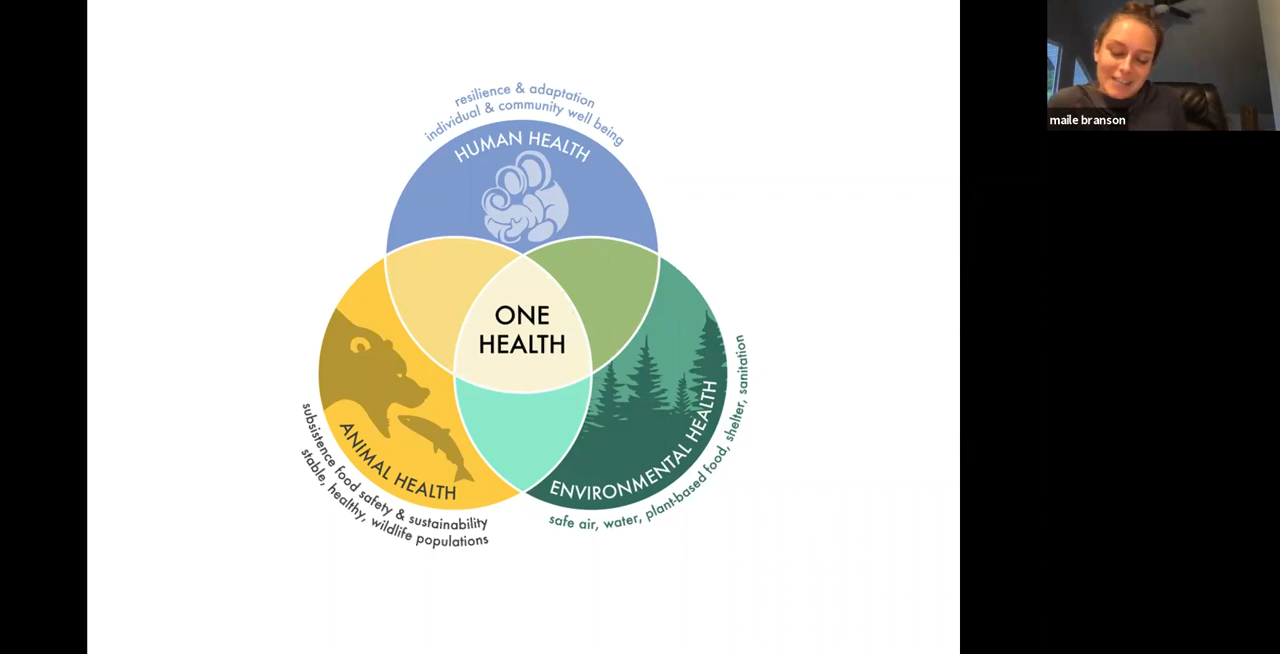 resilience & adaptation
individual & community well being
HUMAN HEALTH
ONE
HEALTH
ANIMAL HEALTH
subsistence food safety & sustainability
stable, healthy, wildlife populations
ENVIRONMENTAL HEALTH
safe air, water, plant-based food, shelter, sanitation
maile branson